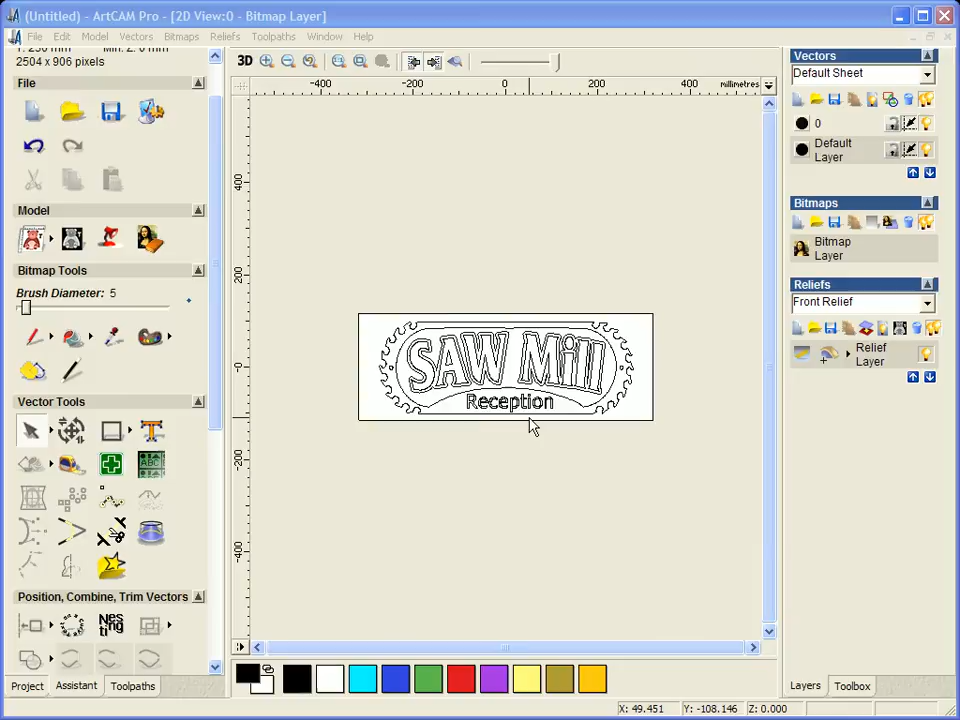 (Untitled) - ArtCAM Pro - [2D View:0 - Bitmap Layer]
File Edit Model Vectors Bitmaps Reliefs Toolpaths Window Help
2504 x 906 pixels
File
Model
Bitmap Tools
Brush Diameter: 5
Vector Tools
Position, Combine, Trim Vectors
Project Assistant Toolpaths
3D
-400 -200 0 200 400 millimetres
400
200
0
-200
-400
SAW Mill
Reception
Vectors
Default Sheet
0
Default
Layer
Bitmaps
Bitmap
Layer
Reliefs
Front Relief
Relief
Layer
Layers Toolbox
X: 49.451 Y: -108.146 Z: 0.000